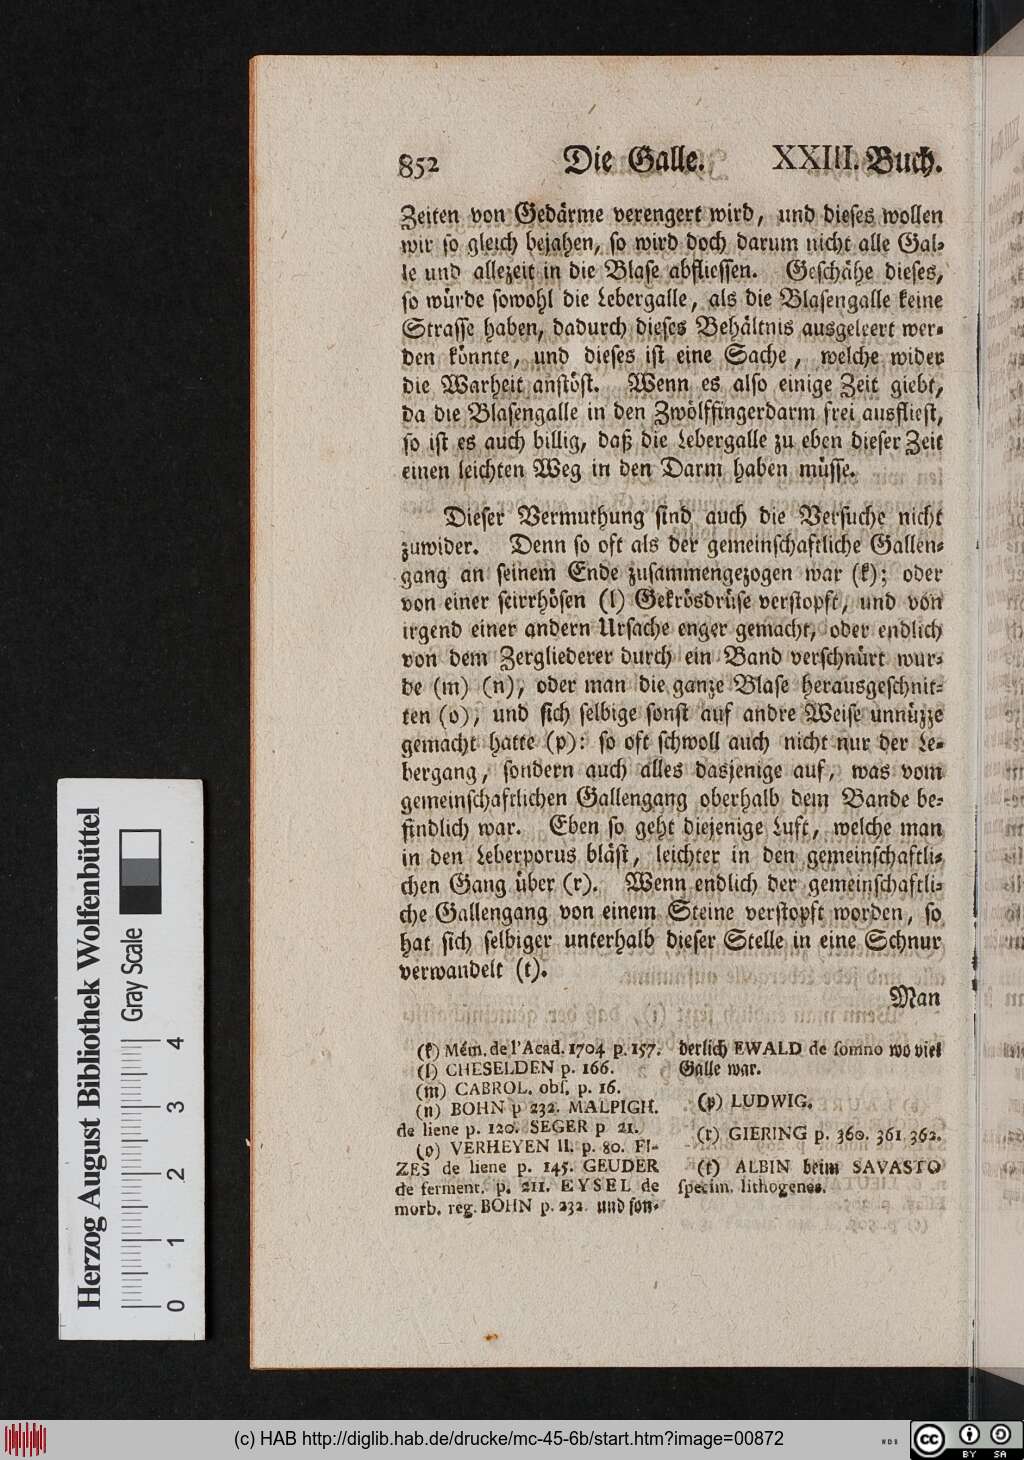 852 Die Galle. XXIII. Buch.
Zeiten von Gedärme verengert wird, und dieses wollen
wir so gleich bejahen, so wird doch darum nicht alle Gal-
le und allezeit in die Blase abfliessen. Geschähe dieses,
so würde sowohl die Lebergalle, als die Blasengalle keine
Strasse haben, dadurch dieses Behältnis ausgeleert wer-
den könnte, und dieses ist eine Sache, welche wider
die Warheit anstöst. Wenn es also einige Zeit giebt,
da die Blasengalle in den Zwölffingerdarm frei ausfliest,
so ist es auch billig, daß die Lebergalle zu eben dieser Zeit
einen leichten Weg in den Darm haben müsse.
Dieser Vermuthung sind auch die Versuche nicht
zuwider. Denn so oft als der gemeinschaftliche Gallen-
gang an seinem Ende zusammengezogen war (k); oder
von einer scirrhösen (l) Gekrösdrüse verstopft, und von
irgend einer andern Ursache enger gemacht, oder endlich
von dem Zergliederer durch ein Band verschnürt wur-
de (m) (n), oder man die ganze Blase herausgeschnit-
ten (o), und sich selbige sonst auf andre Weise unnüzze
gemacht hatte (p): so oft schwoll auch nicht nur der Le-
bergang, sondern auch alles dasjenige auf, was vom
gemeinschaftlichen Gallengang oberhalb dem Bande be-
findlich war. Eben so geht diejenige Luft, welche man
in den Leberporus bläst, leichter in den gemeinschaftli-
chen Gang über (r). Wenn endlich der gemeinschaftli-
che Gallengang von einem Steine verstopft worden, so
hat sich selbiger unterhalb dieser Stelle in eine Schnur
verwandelt (t).
Man
(k) Mém. de l'Acad. 1704 p. 157.
(l) CHESELDEN p. 166.
(m) CABROL. obs. p. 16.
(n) BOHN p 232. MALPIGH.
de liene p. 120. SEGER p 21.
(o) VERHEYEN II. p. 80. FI-
ZES de liene p. 145. GEUDER
de ferment. p. 211. EYSEL de
morb. reg. BOHN p. 232. und son-
derlich EWALD de somno wo viel
Galle war.
(p) LUDWIG.
(r) GIERING p. 360. 361 362.
(t) ALBIN beim SAVASTO
specim. lithogenes.
Herzog August Bibliothek Wolfenbüttel
Gray Scale
0 1 2 3 4
(c) HAB http://diglib.hab.de/drucke/mc-45-6b/start.htm?image=00872
cc BY SA